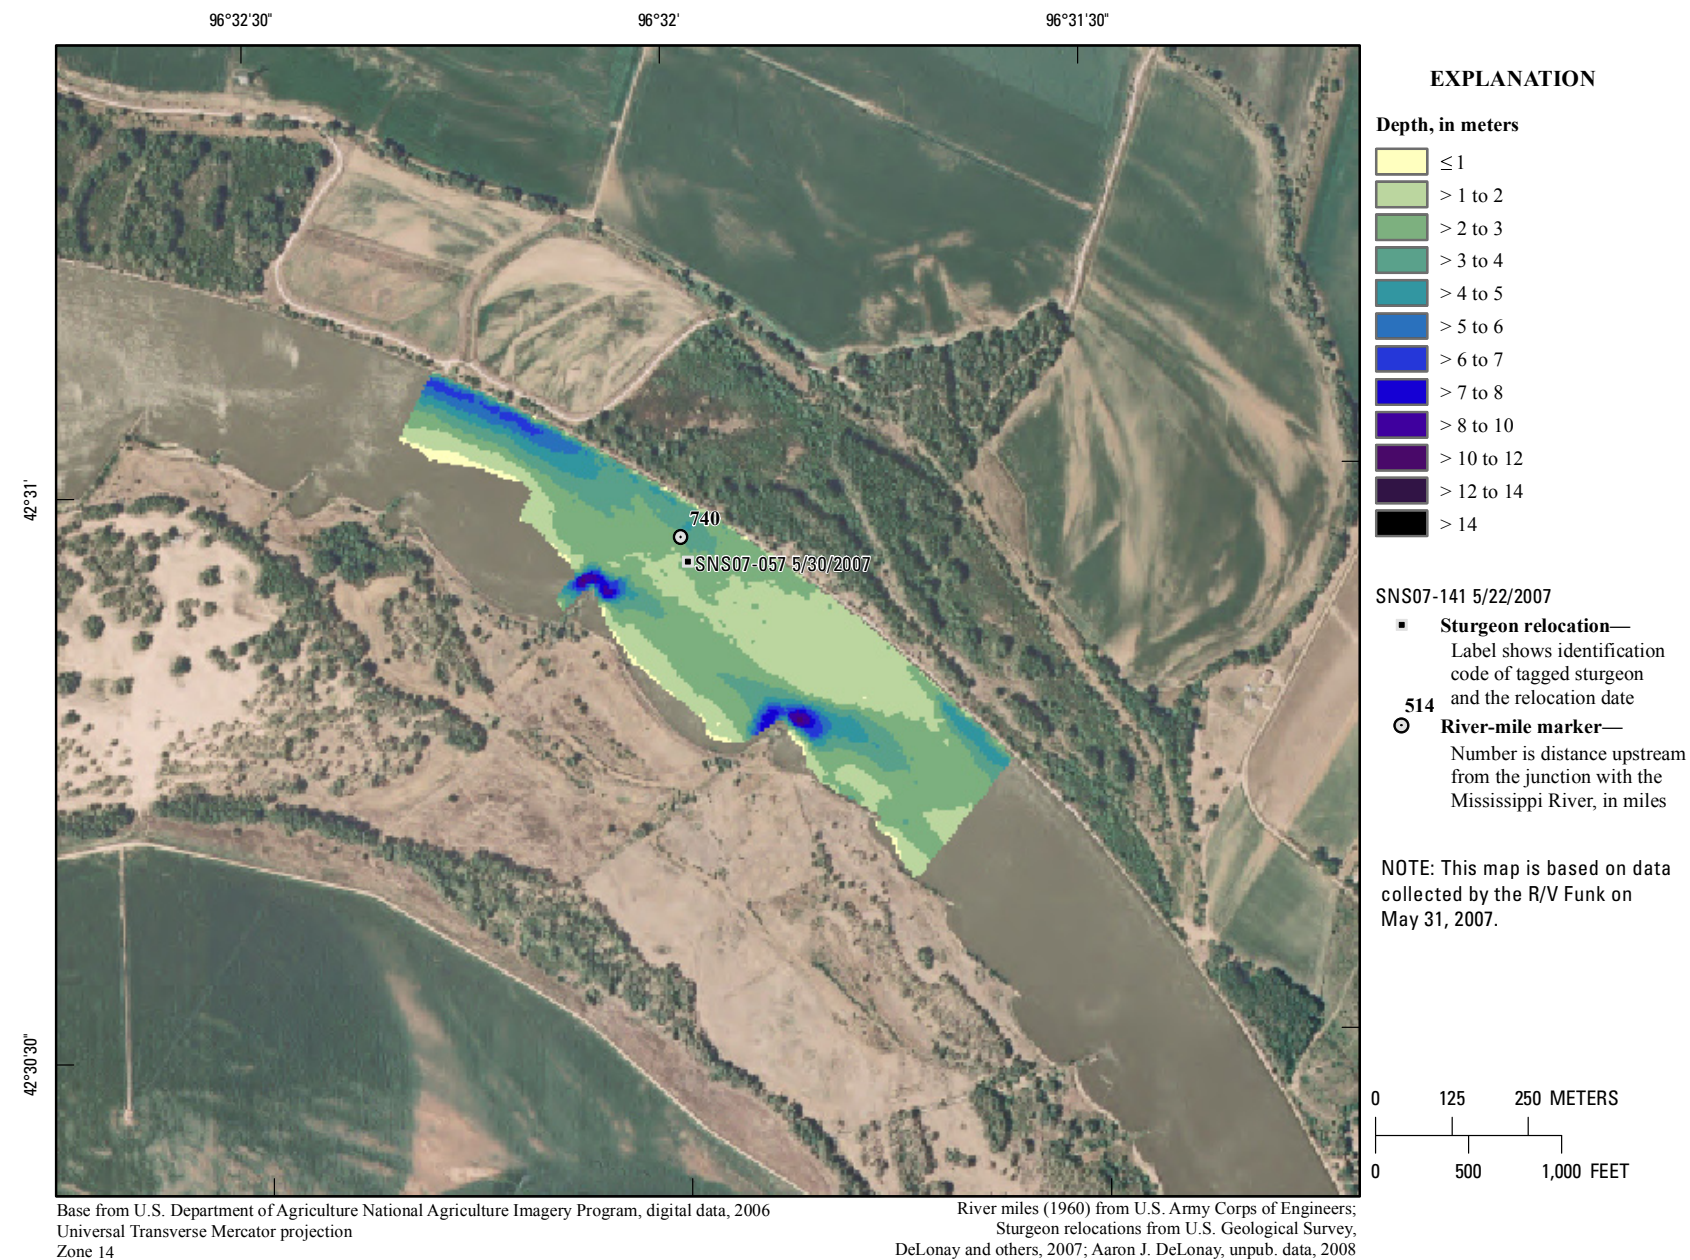 96°32'30"
96°32'
96°31'30"
42°31'
42°30'30"
740
SNS07-057 5/30/2007
EXPLANATION
Depth, in meters
≤ 1
> 1 to 2
> 2 to 3
> 3 to 4
> 4 to 5
> 5 to 6
> 6 to 7
> 7 to 8
> 8 to 10
> 10 to 12
> 12 to 14
> 14
SNS07-141 5/22/2007
Sturgeon relocation—
Label shows identification
code of tagged sturgeon
and the relocation date
514
River-mile marker—
Number is distance upstream
from the junction with the
Mississippi River, in miles
NOTE: This map is based on data
collected by the R/V Funk on
May 31, 2007.
0 125 250 METERS
0 500 1,000 FEET
Base from U.S. Department of Agriculture National Agriculture Imagery Program, digital data, 2006
Universal Transverse Mercator projection
Zone 14
River miles (1960) from U.S. Army Corps of Engineers;
Sturgeon relocations from U.S. Geological Survey,
DeLonay and others, 2007; Aaron J. DeLonay, unpub. data, 2008